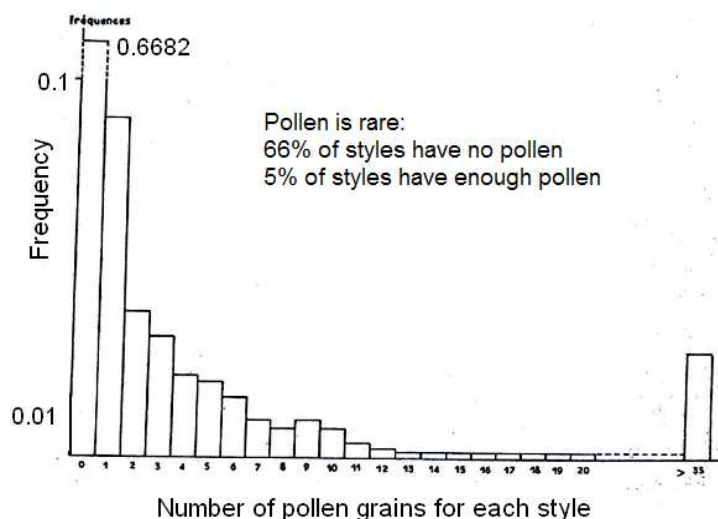 fréquences
0.6682
0.1
Pollen is rare:
66% of styles have no pollen
5% of styles have enough pollen
Frequency
0.01
0 1 2 3 4 5 6 7 8 9 10 11 12 13 14 15 16 17 18 19 20 > 35
Number of pollen grains for each style